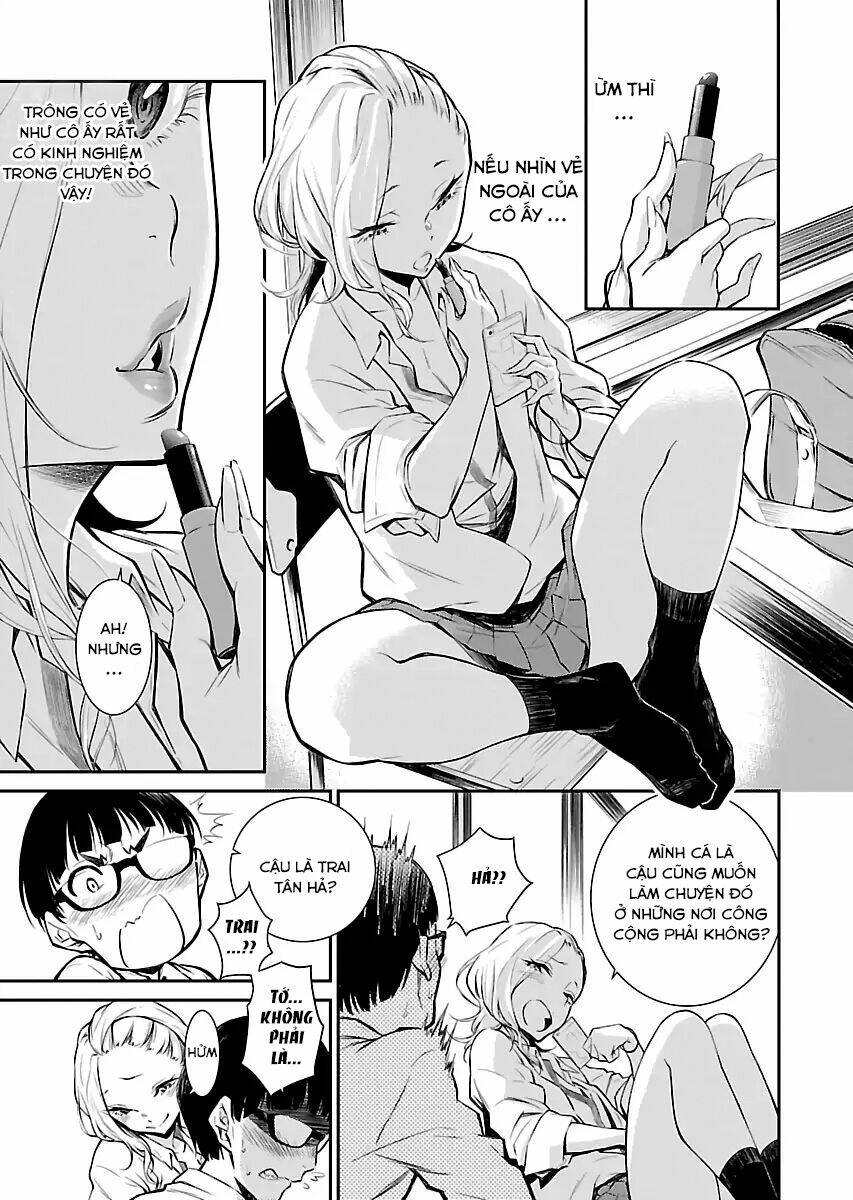 ỪM THÌ
...
NẾU NHÌN VẺ
NGOÀI CỦA
CÔ ẤY ...
TRÔNG CÓ VẺ
NHƯ CÔ ẤY RẤT
CÓ KINH NGHIỆM
TRONG CHUYỆN ĐÓ
VẬY!
AH!
NHƯNG
...
MÌNH CÁ LÀ
CẬU CŨNG MUỐN
LÀM CHUYỆN ĐÓ
Ở NHỮNG NƠI CÔNG
CỘNG PHẢI KHÔNG?
HẢ??
CẬU LÀ TRAI
TÂN HẢ?
TRAI
...??
TỚ...
KHÔNG
PHẢI
LÀ...
HỬM